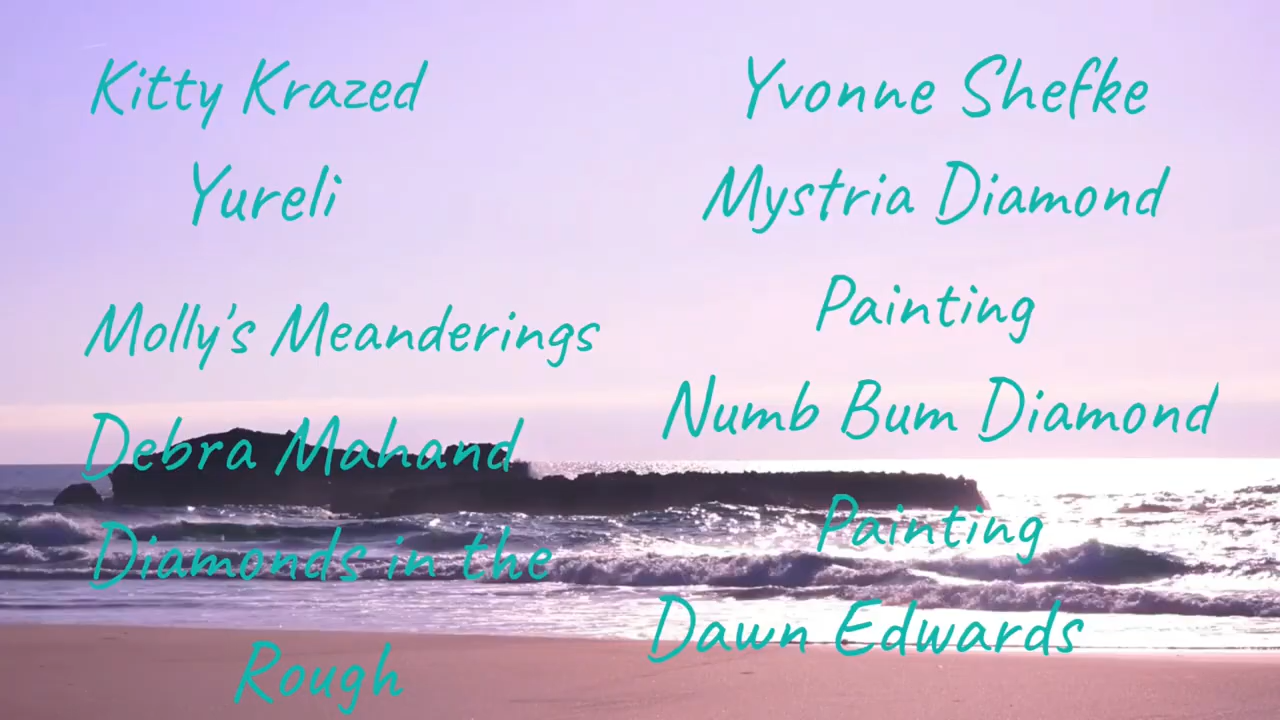 Kitty Krazed
Yureli
Molly's Meanderings
Debra Mahand
Diamonds in the
Rough
Yvonne Shefke
Mystria Diamond
Painting
Numb Bum Diamond
Painting
Dawn Edwards